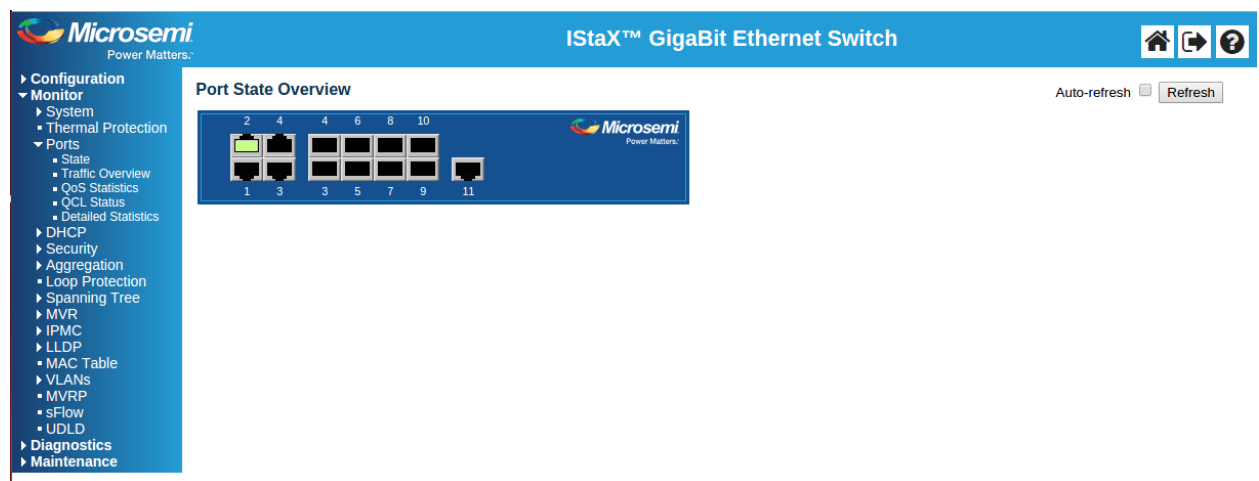 Microsemi.
Power Matters.™
IStaX™ GigaBit Ethernet Switch
Configuration
Monitor
System
Thermal Protection
Ports
State
Traffic Overview
QoS Statistics
QCL Status
Detailed Statistics
DHCP
Security
Aggregation
Loop Protection
Spanning Tree
MVR
IPMC
LLDP
MAC Table
VLANs
MVRP
sFlow
UDLD
Diagnostics
Maintenance
Port State Overview
Auto-refresh Refresh
2 4 4 6 8 10
Microsemi.
Power Matters.™
1 3 3 5 7 9 11